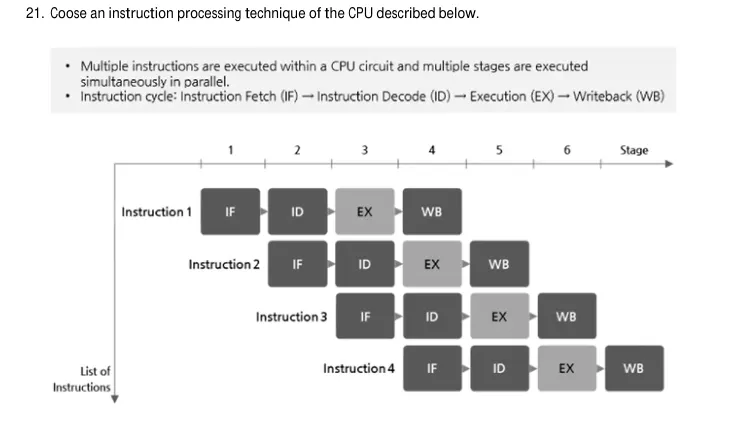 21. Coose an instruction processing technique of the CPU described below.
• Multiple instructions are executed within a CPU circuit and multiple stages are executed
simultaneously in parallel.
• Instruction cycle: Instruction Fetch (IF) → Instruction Decode (ID) → Execution (EX) → Writeback (WB)
1 2 3 4 5 6 Stage
Instruction 1 IF ID EX WB
Instruction 2 IF ID EX WB
Instruction 3 IF ID EX WB
Instruction 4 IF ID EX WB
List of
Instructions